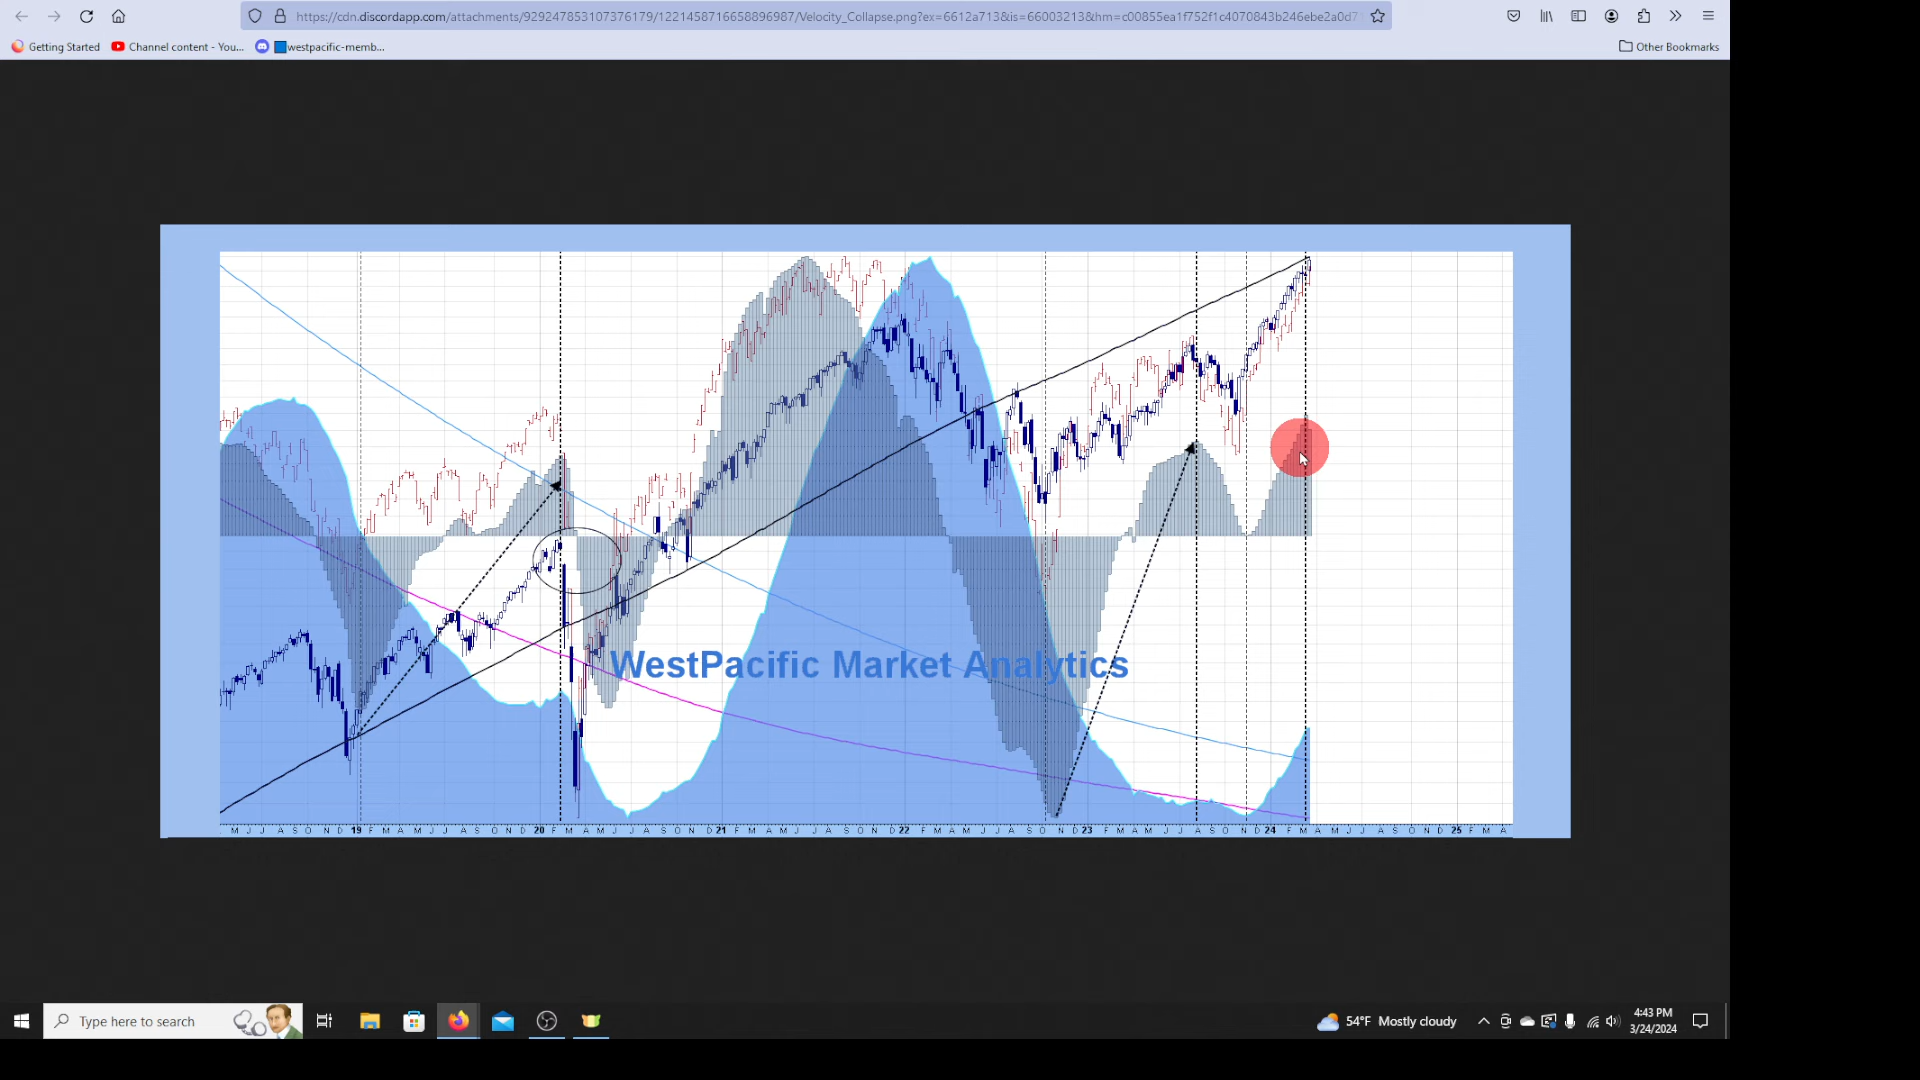 https://cdn.discordapp.com/attachments/929247853107376179/1221458716658896987/Velocity_Collapse.png?ex=6612a713&is=66003213&hm=c00855ea1f752f1c4070843b246ebe2a0d7
Getting Started Channel content - You... westpacific-memb... Other Bookmarks
WestPacific Market Analytics
M J J A S O N D 19 F M A M J J A S O N D 20 F M A M J J A S O N D 21 F M A M J J A S O N D 22 F M A M J J A S O N D 23 F M A M J J A S O N D 24 F M A M J J A S O N D 25 F M A
Type here to search
54°F Mostly cloudy
4:43 PM
3/24/2024